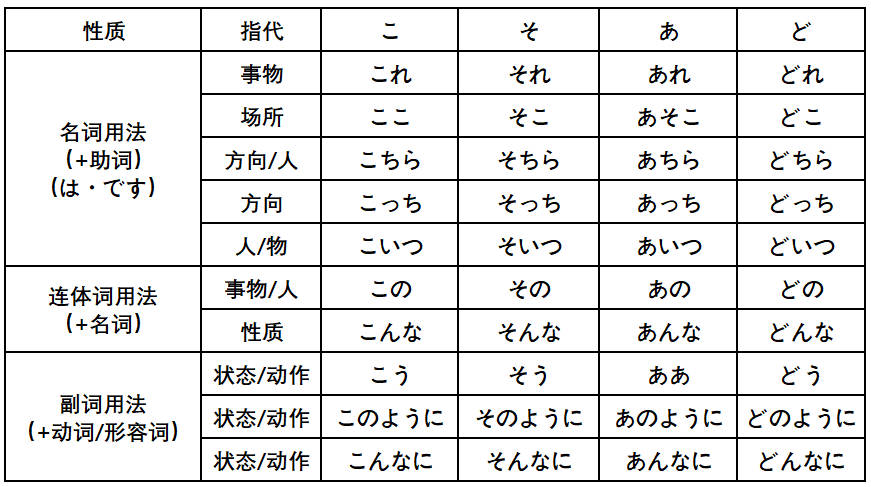 性质 指代 こ そ あ ど
名词用法
(+助词)
(は・です)
事物 これ それ あれ どれ
场所 ここ そこ あそこ どこ
方向/人 こちら そちら あちら どちら
方向 こっち そっち あっち どっち
人/物 こいつ そいつ あいつ どいつ
连体词用法
(+名词)
事物/人 この その あの どの
性质 こんな そんな あんな どんな
副词用法
(+动词/形容词)
状态/动作 こう そう ああ どう
状态/动作 このように そのように あのように どのように
状态/动作 こんなに そんなに あんなに どんなに